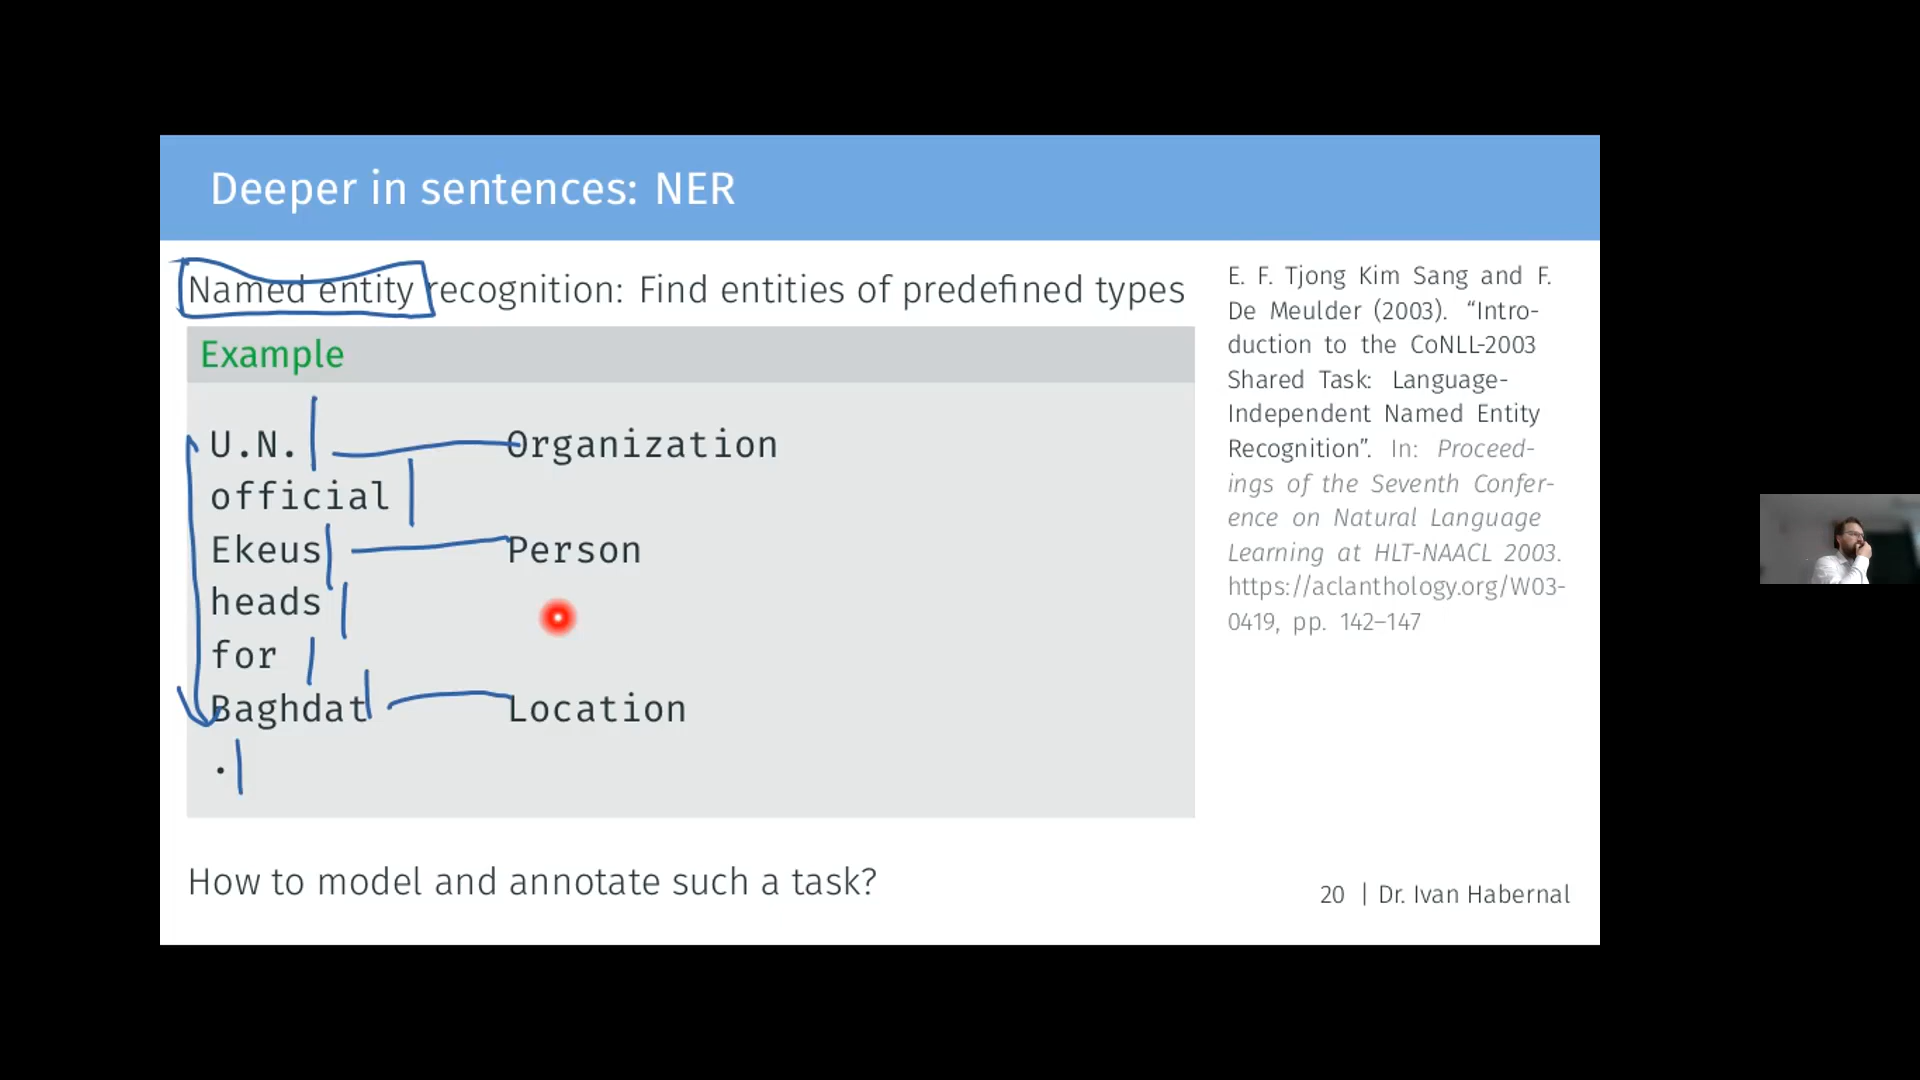 Deeper in sentences: NER
Named entity recognition: Find entities of predefined types
Example
U.N. Organization
official
Ekeus Person
heads
for
Baghdat Location
.
How to model and annotate such a task?
E. F. Tjong Kim Sang and F.
De Meulder (2003). “Intro-
duction to the CoNLL-2003
Shared Task: Language-
Independent Named Entity
Recognition”. In: Proceed-
ings of the Seventh Confer-
ence on Natural Language
Learning at HLT-NAACL 2003.
https://aclanthology.org/W03-
0419, pp. 142–147
20 | Dr. Ivan Habernal